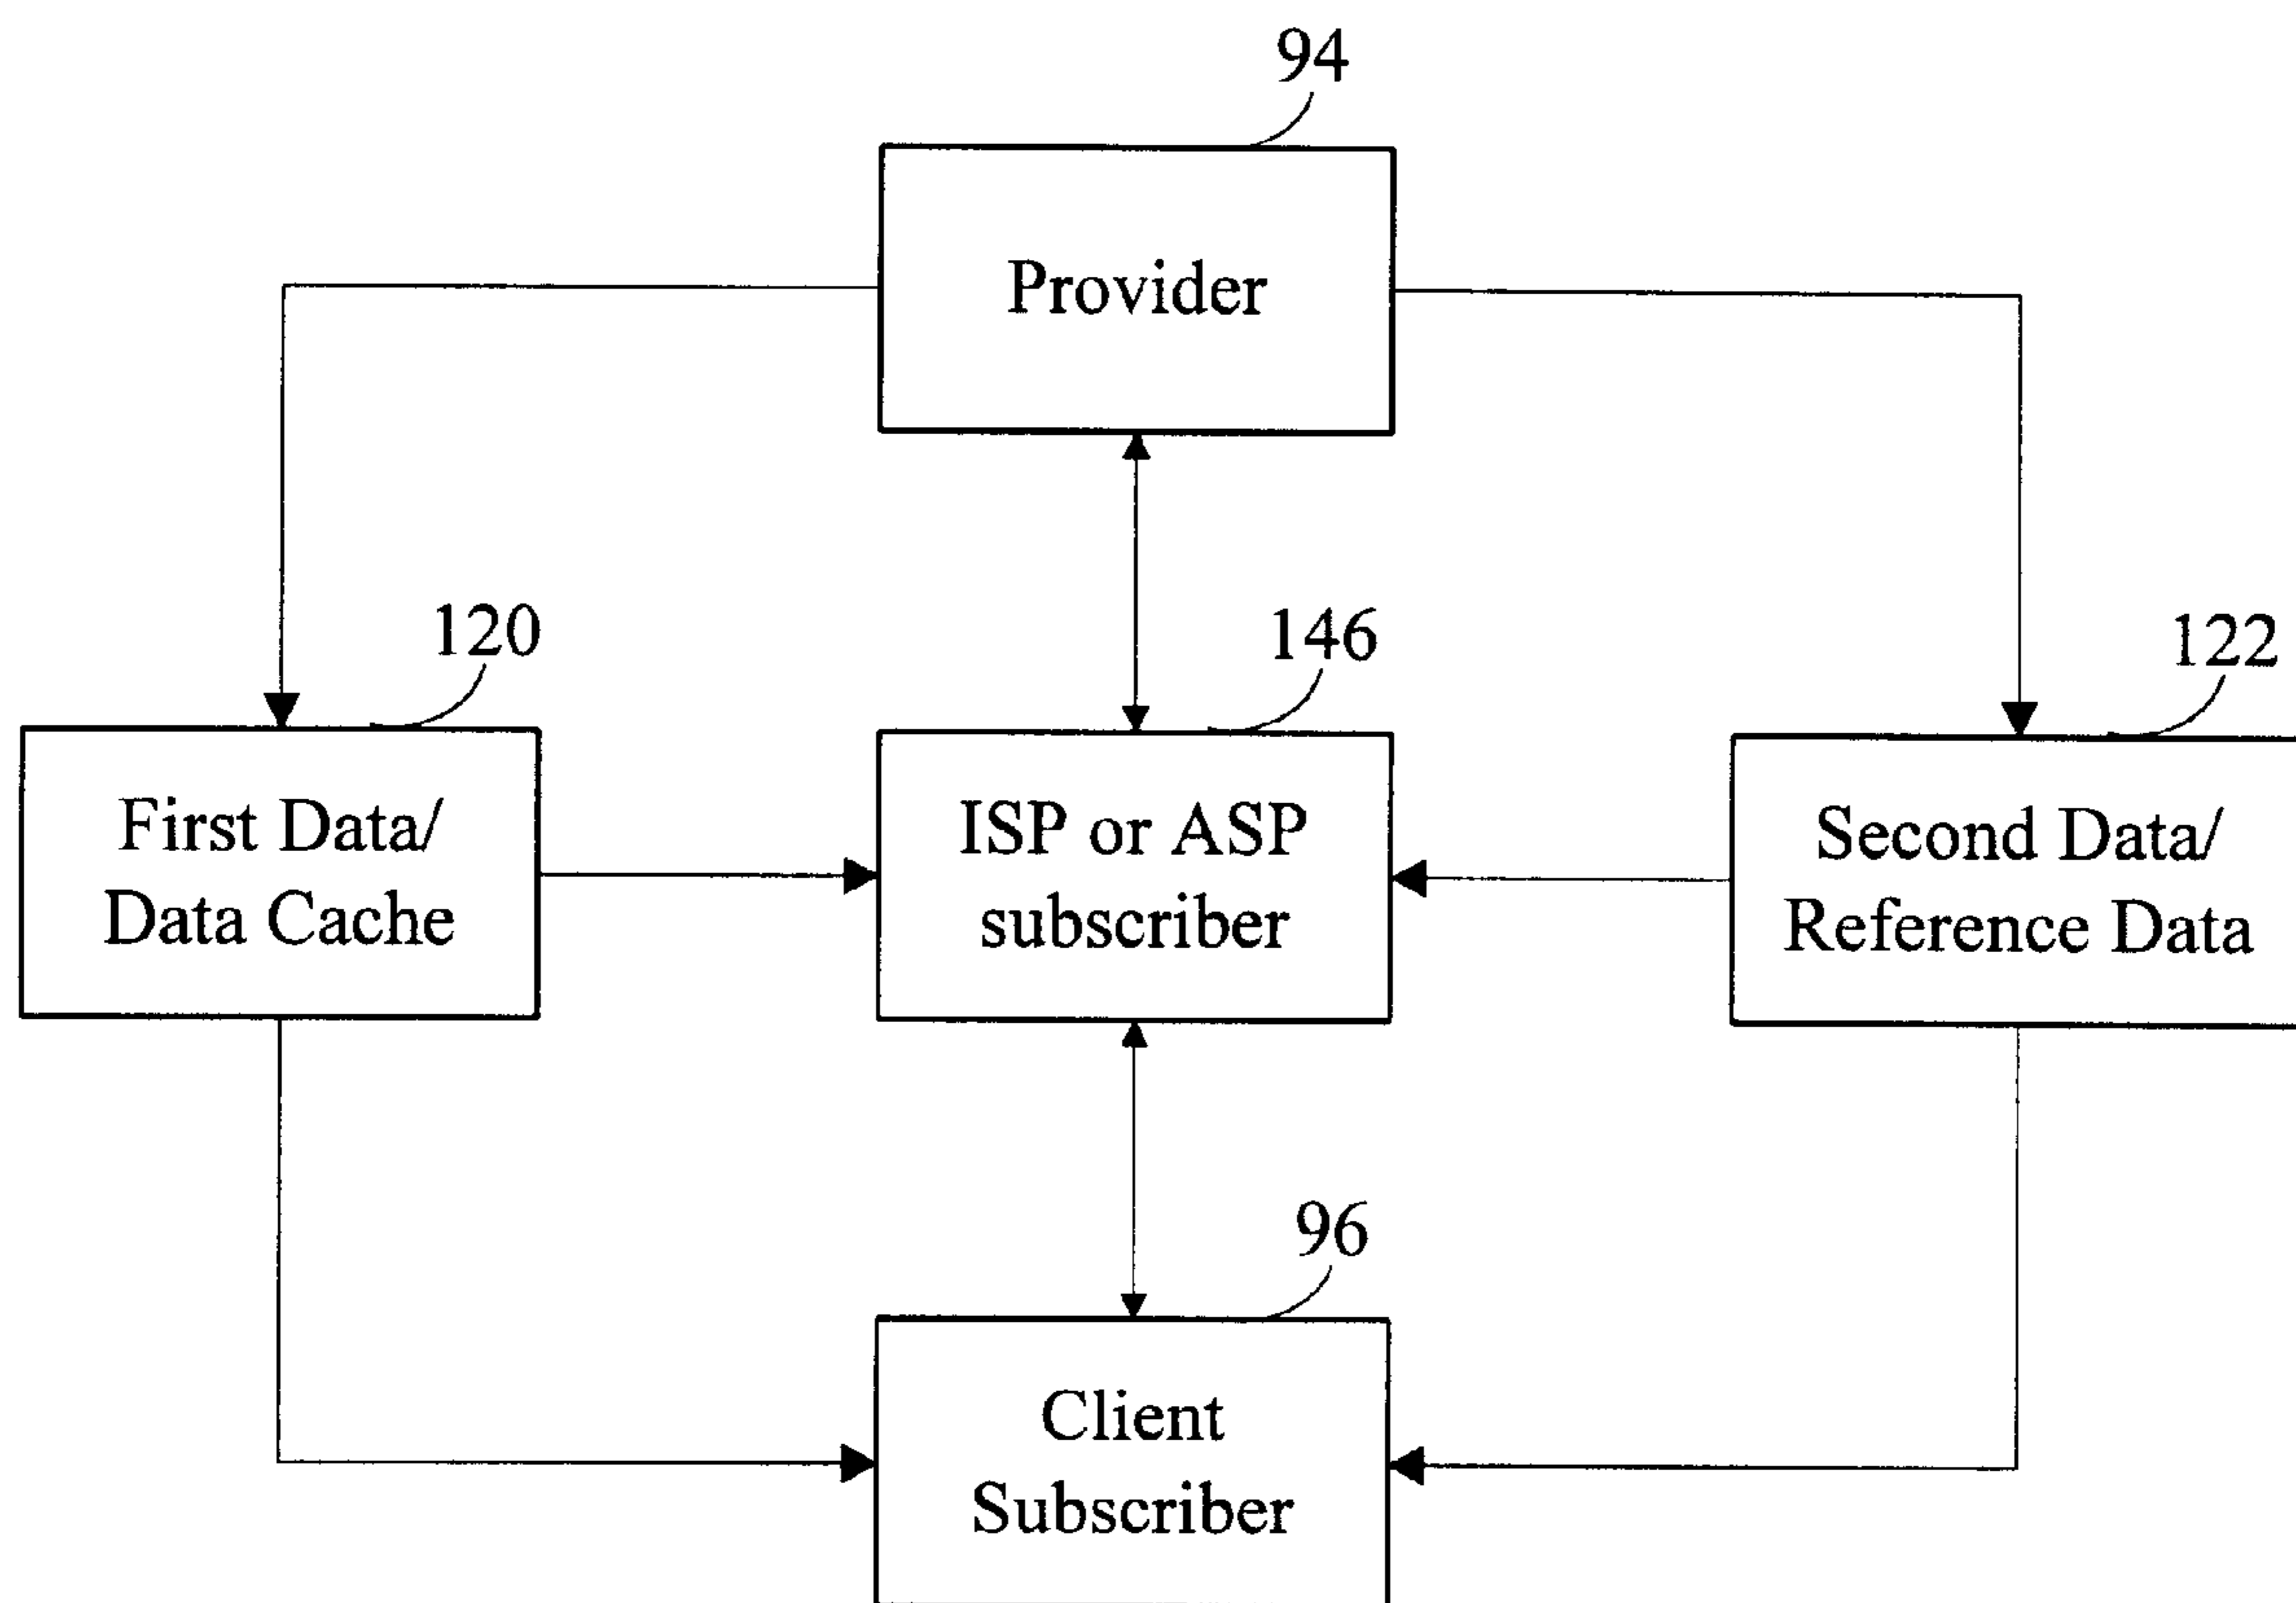 94
Provider
120
146
122
First Data/
Data Cache
ISP or ASP
subscriber
Second Data/
Reference Data
96
Client
Subscriber